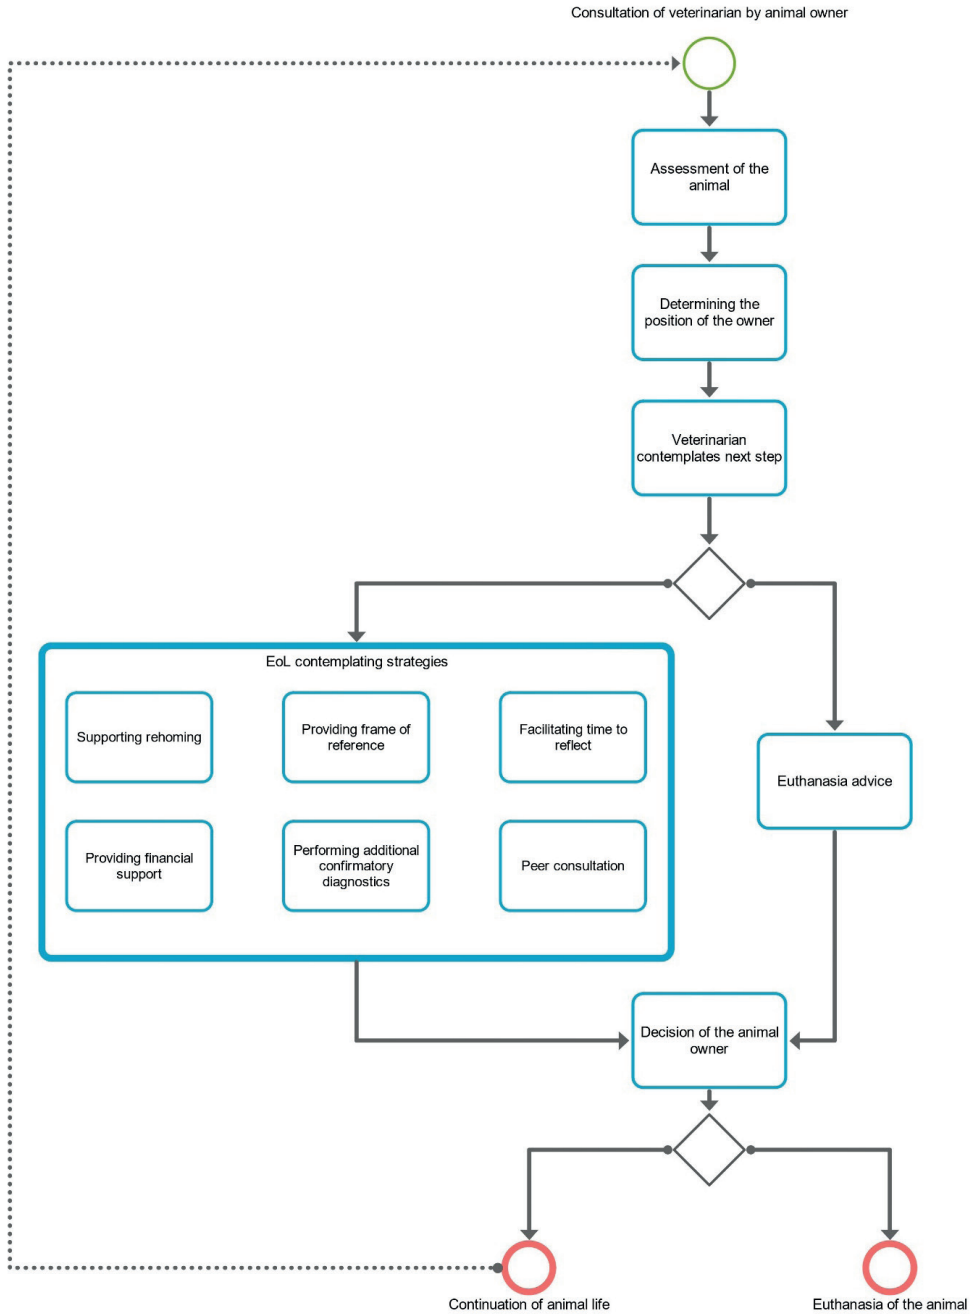 Consultation of veterinarian by animal owner
Assessment of the
animal
Determining the
position of the owner
Veterinarian
contemplates next step
EoL contemplating strategies
Supporting rehoming
Providing frame of
reference
Facilitating time to
reflect
Euthanasia advice
Providing financial
support
Performing additional
confirmatory
diagnostics
Peer consultation
Decision of the animal
owner
Continuation of animal life
Euthanasia of the animal